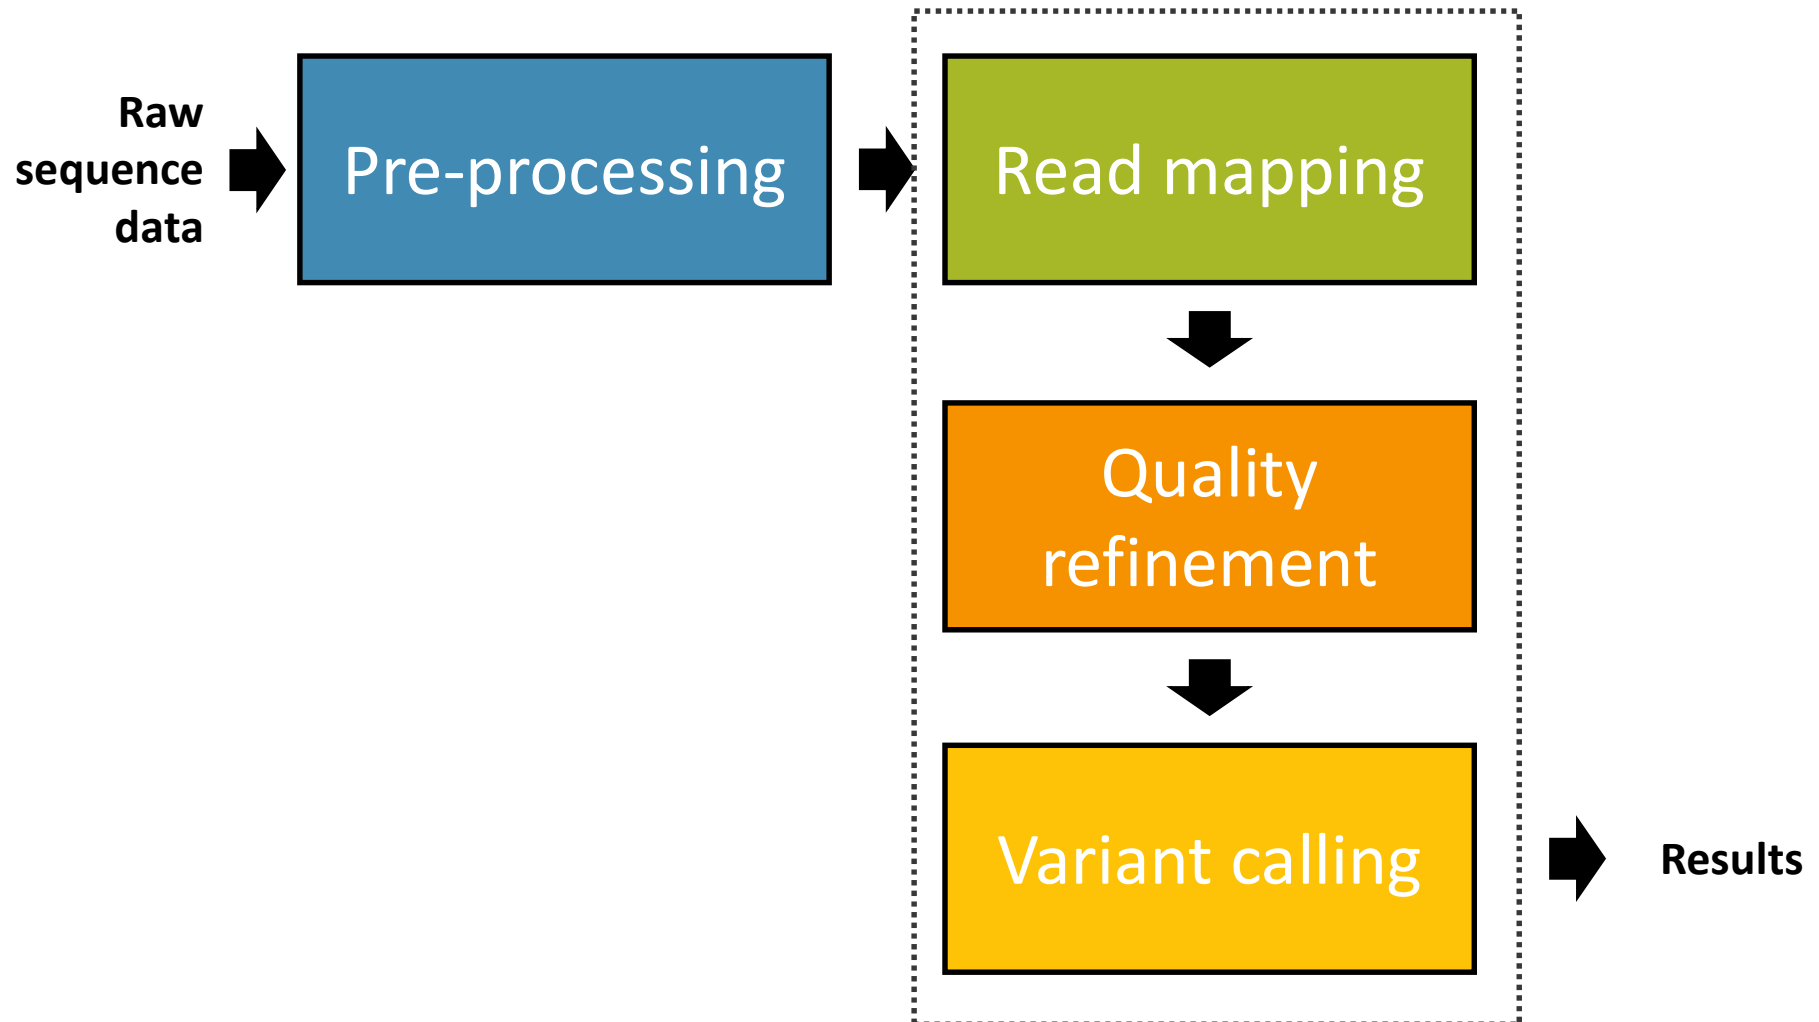 Raw
sequence
data
Pre-processing
Read mapping
Quality
refinement
Variant calling
Results